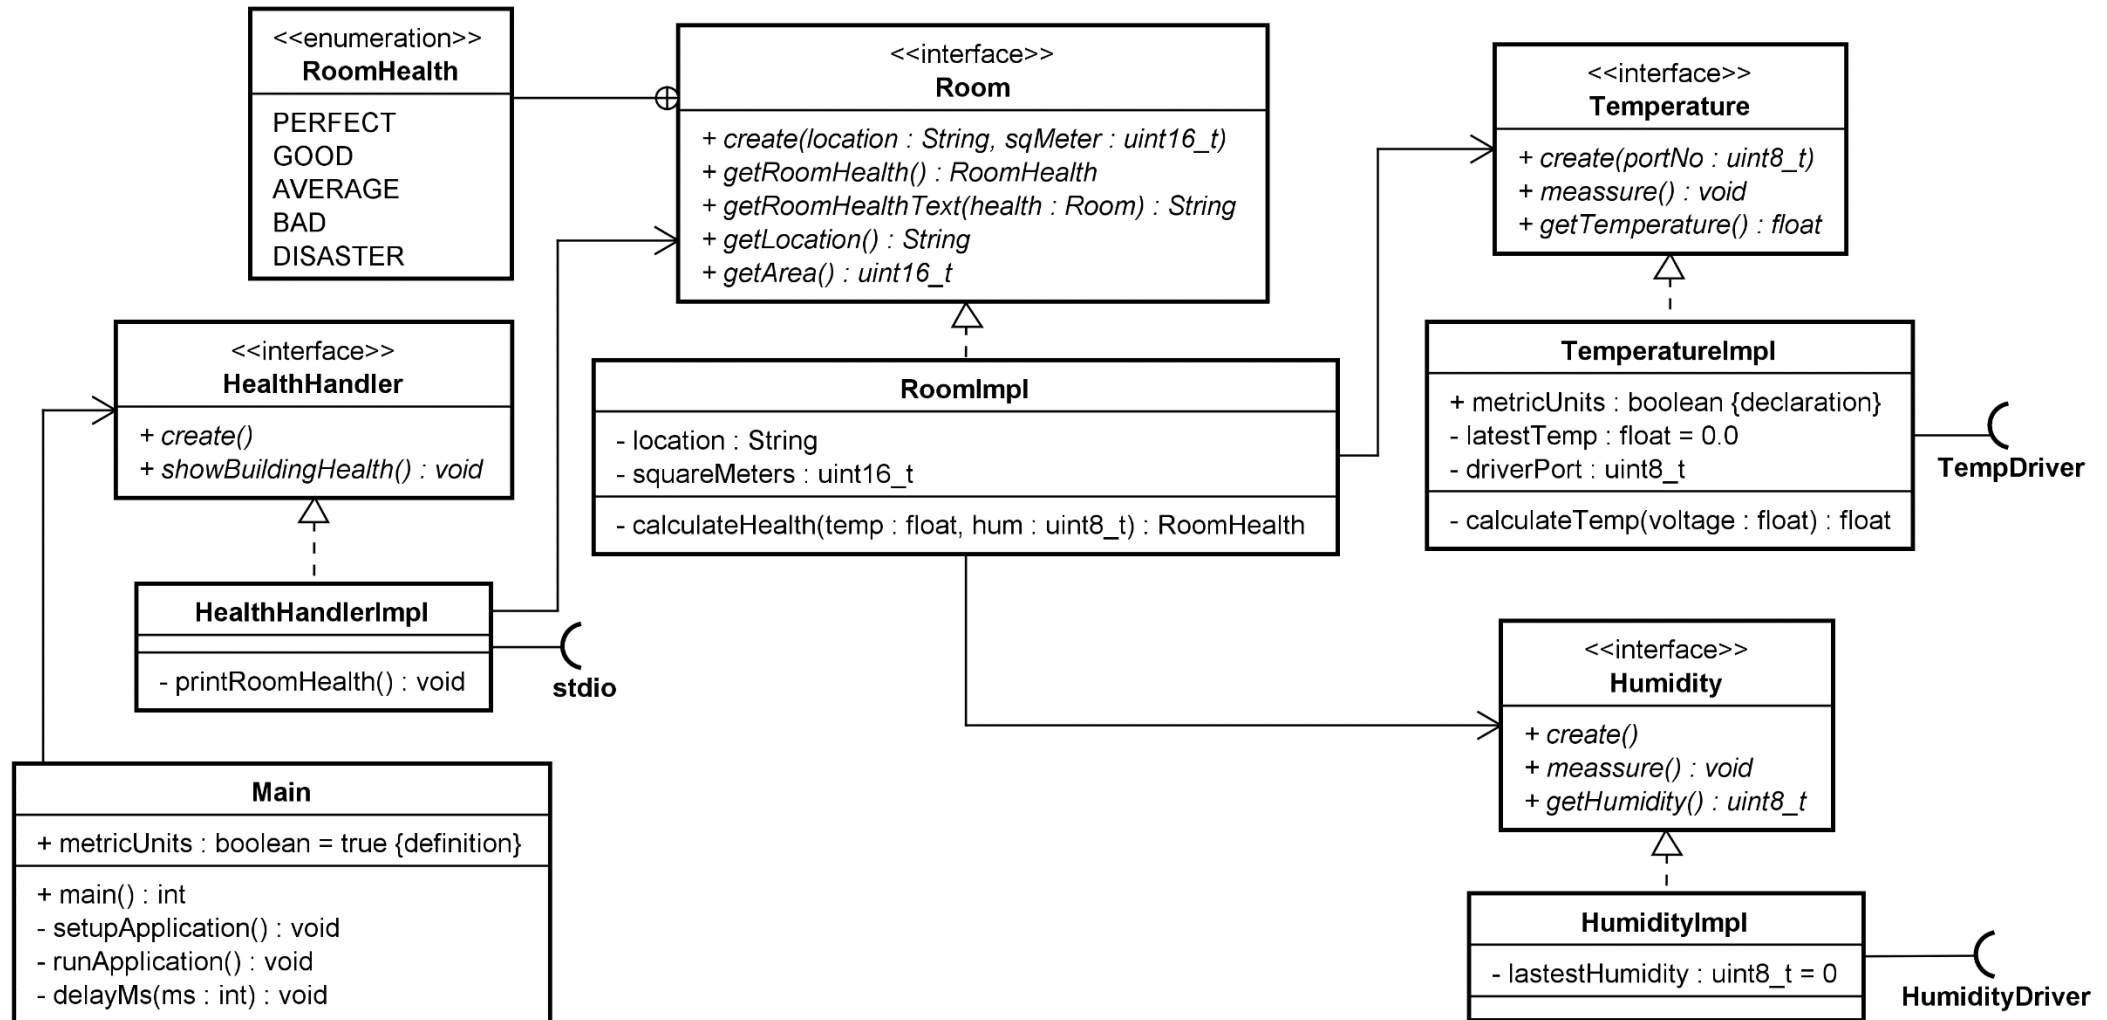 <<enumeration>>
RoomHealth
PERFECT
GOOD
AVERAGE
BAD
DISASTER
<<interface>>
Room
+ create(location : String, sqMeter : uint16_t)
+ getRoomHealth() : RoomHealth
+ getRoomHealthText(health : Room) : String
+ getLocation() : String
+ getArea() : uint16_t
<<interface>>
Temperature
+ create(portNo : uint8_t)
+ meassure() : void
+ getTemperature() : float
<<interface>>
HealthHandler
+ create()
+ showBuildingHealth() : void
RoomImpl
- location : String
- squareMeters : uint16_t
- calculateHealth(temp : float, hum : uint8_t) : RoomHealth
TemperatureImpl
+ metricUnits : boolean {declaration}
- latestTemp : float = 0.0
- driverPort : uint8_t
- calculateTemp(voltage : float) : float
TempDriver
HealthHandlerImpl
- printRoomHealth() : void
stdio
<<interface>>
Humidity
+ create()
+ meassure() : void
+ getHumidity() : uint8_t
Main
+ metricUnits : boolean = true {definition}
+ main() : int
- setupApplication() : void
- runApplication() : void
- delayMs(ms : int) : void
HumidityImpl
- lastestHumidity : uint8_t = 0
HumidityDriver